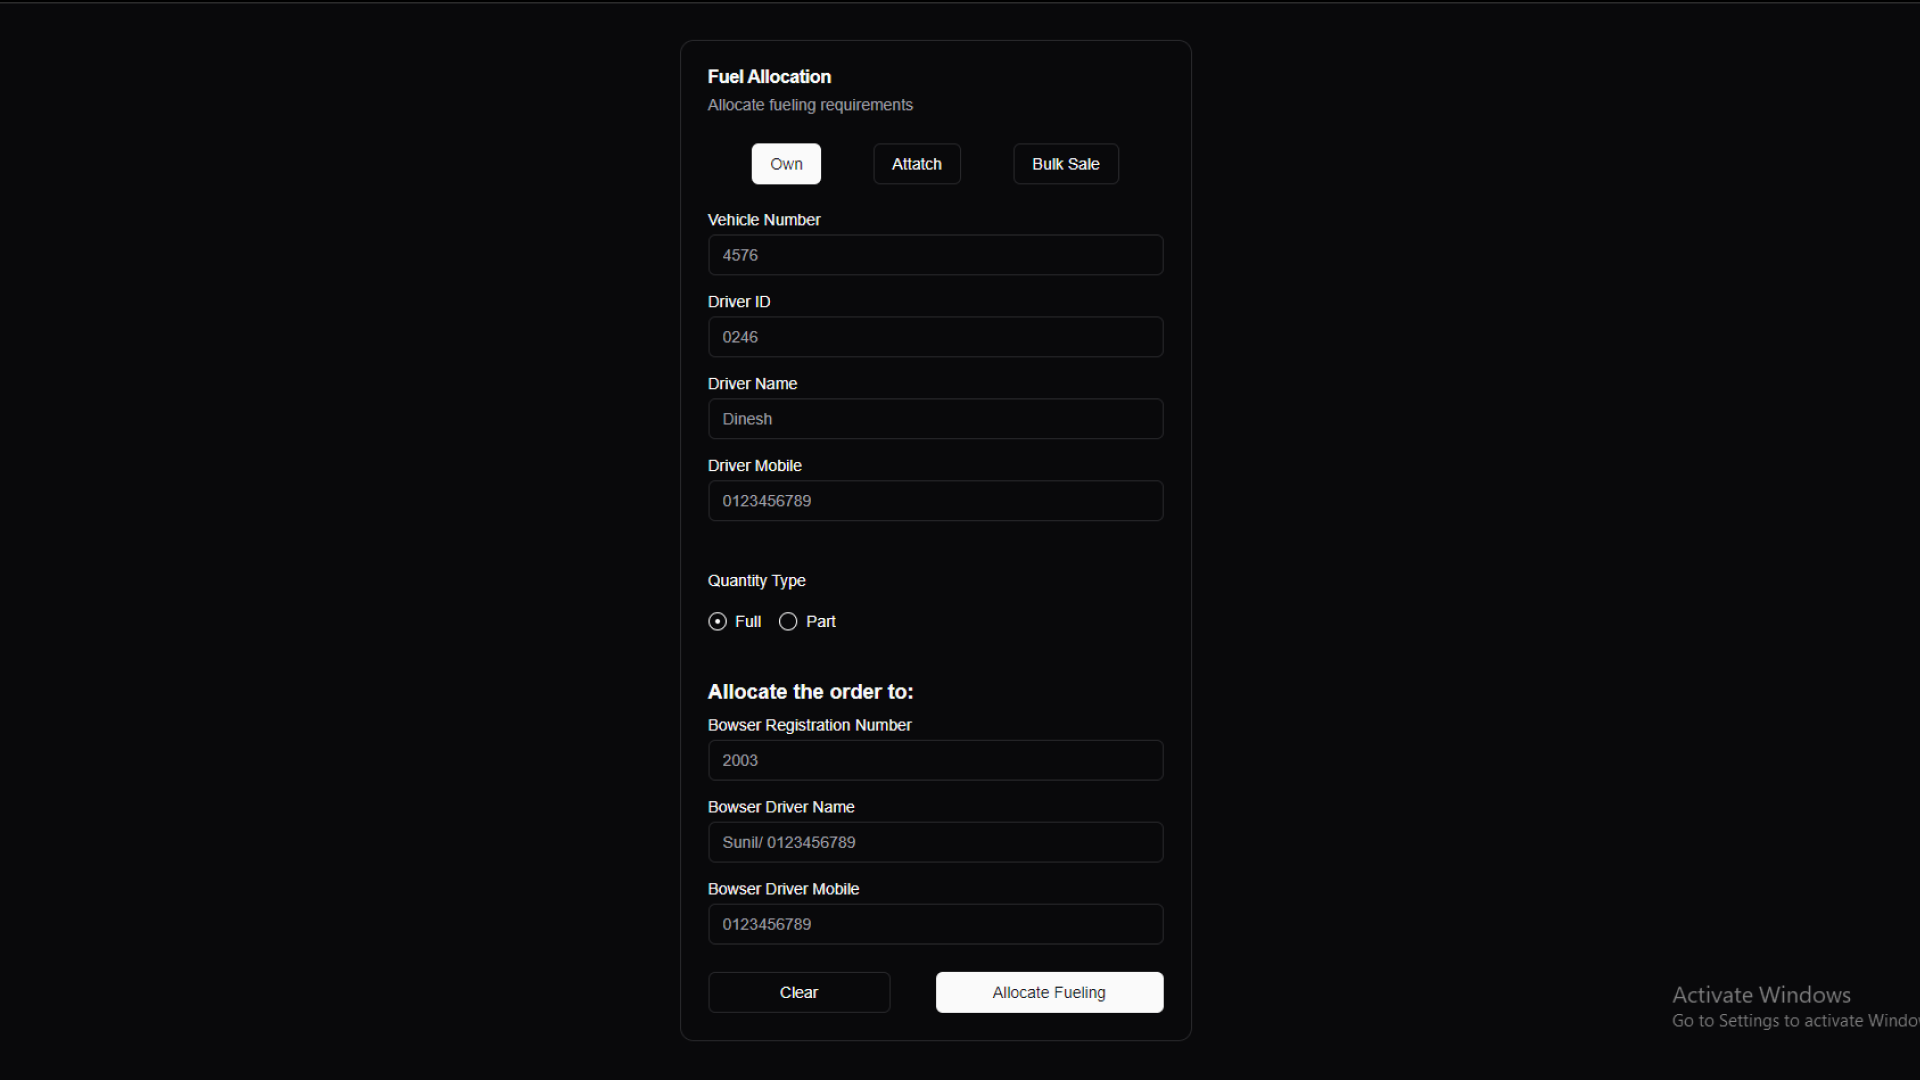 Fuel Allocation
Allocate fueling requirements
Own Attatch Bulk Sale
Vehicle Number
4576
Driver ID
0246
Driver Name
Dinesh
Driver Mobile
0123456789
Quantity Type
Full Part
Allocate the order to:
Bowser Registration Number
2003
Bowser Driver Name
Sunil/ 0123456789
Bowser Driver Mobile
0123456789
Clear Allocate Fueling
Activate Windows
Go to Settings to activate Windo